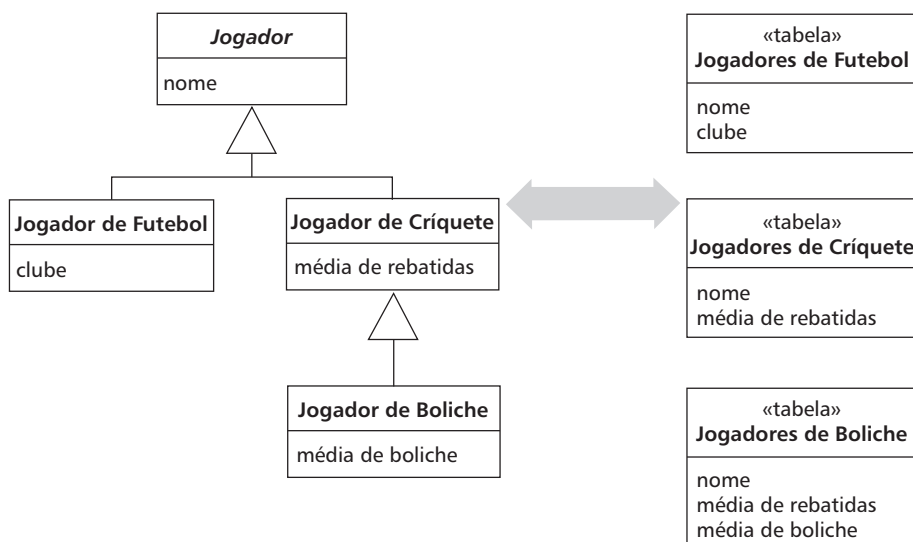 Jogador
nome
Jogador de Futebol
clube
Jogador de Críquete
média de rebatidas
Jogador de Boliche
média de boliche
«tabela»
Jogadores de Futebol
nome
clube
«tabela»
Jogadores de Críquete
nome
média de rebatidas
«tabela»
Jogadores de Boliche
nome
média de rebatidas
média de boliche